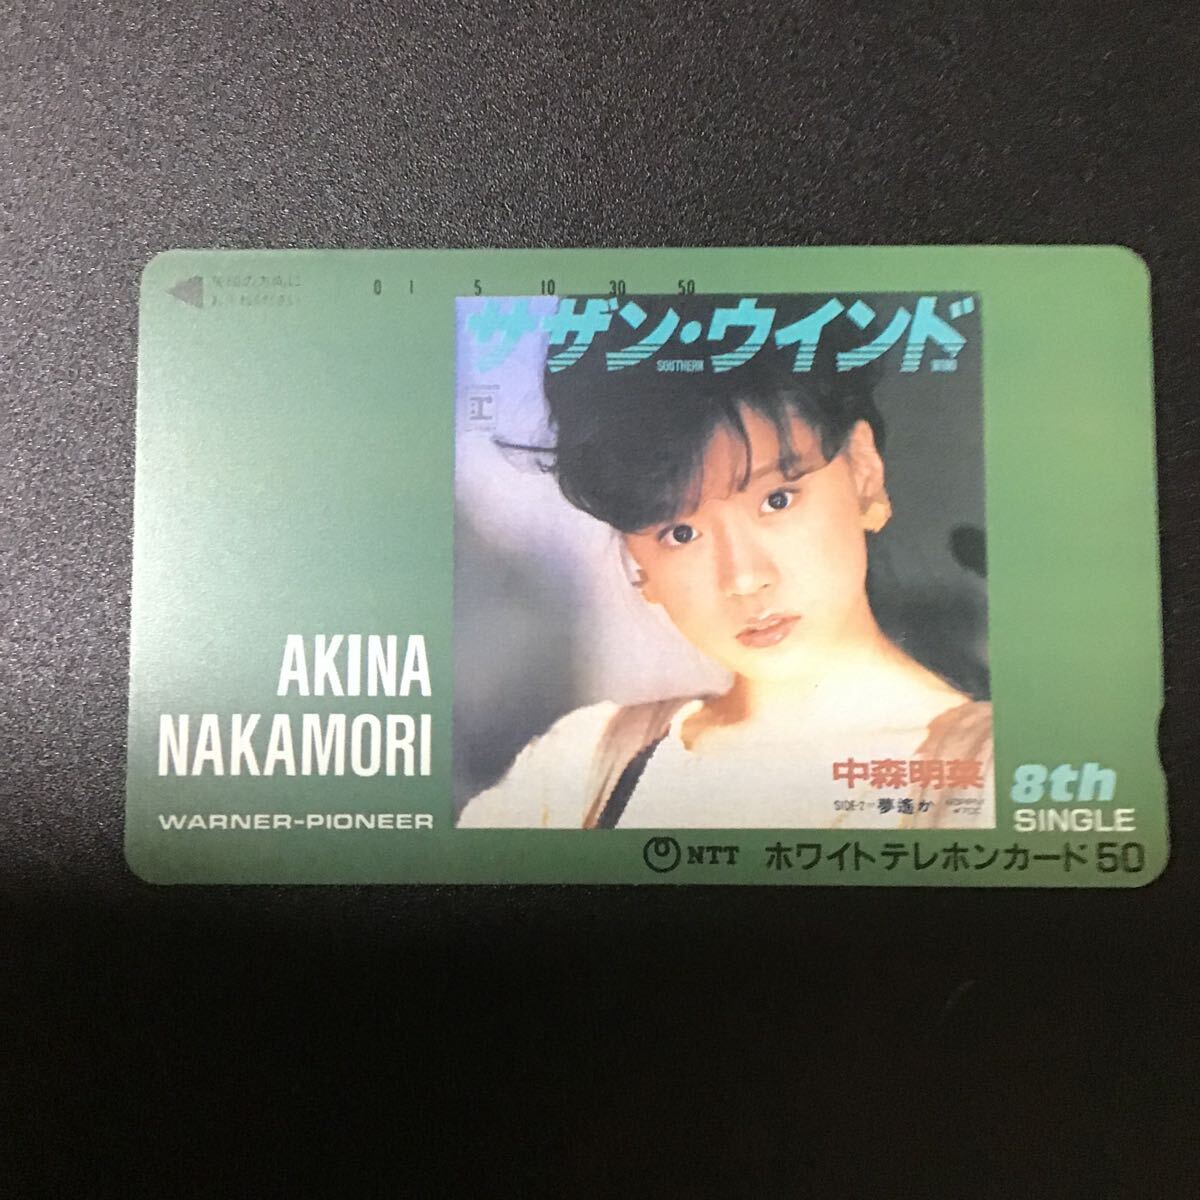 0 1 5 10 30 50
サザン・ウインド
SOUTHERN WIND
AKINA
NAKAMORI
WARNER-PIONEER
中森明菜
SIDE-2 夢遙か
8th
SINGLE
NTT ホワイトテレホンカード50